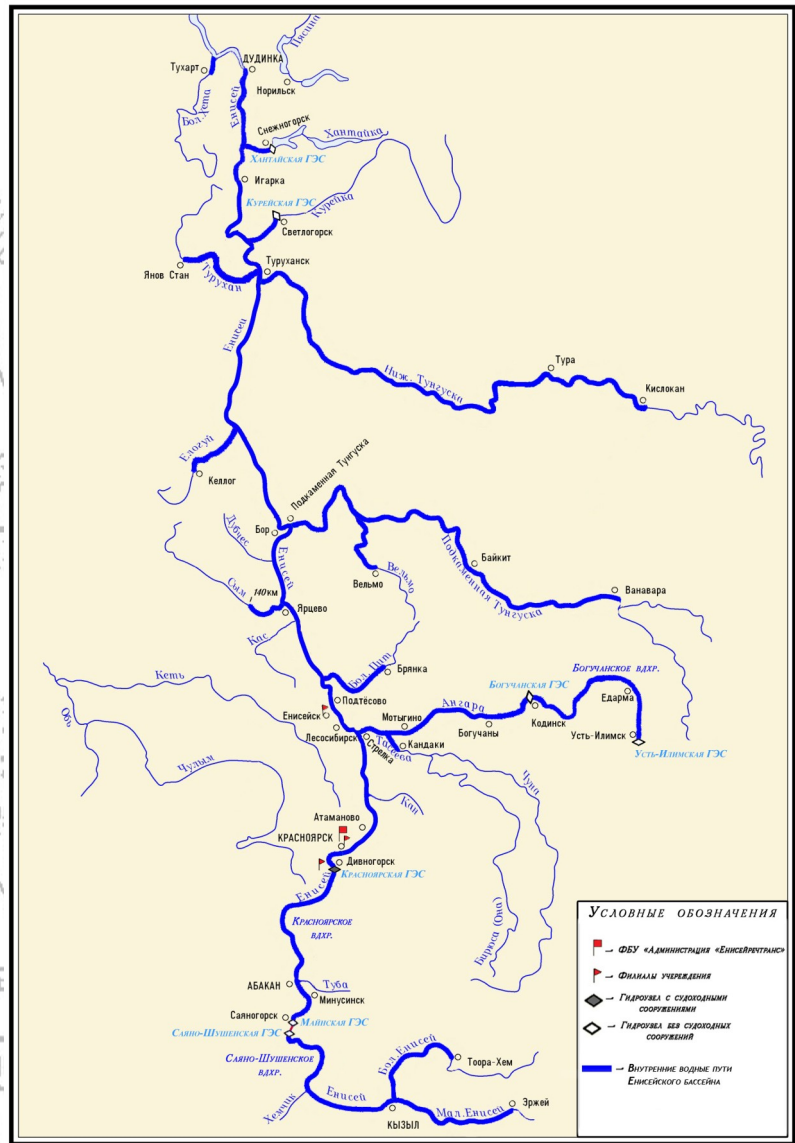 Пясина
ДУДИНКА
Тухарт
Норильск
Бол.Хета
Енисей
Снежногорск
Хантайка
Хантайская ГЭС
Игарка
Курейская ГЭС
Курейка
Светлогорск
Туруханск
Янов Стан
Турухан
Енисей
Тура
Ниж. Тунгуска
Кислокан
Елогуй
Келлог
Подкаменная Тунгуска
Дубчес
Бор
Енисей
Байкит
Подкаменная Тунгуска
Вельмо
Вельмо
Ванавара
Сым
140км
Ярцево
Кас
Бол.Пит
Брянка
Кеть
Богучанское вдхр.
Богучанская ГЭС
Обь
Подтёсово
Ангара
Едарма
Енисейск
Мотыгино
Кодинск
Лесосибирск
Богучаны
Усть-Илимск
Стрелка
Тасеева
Кандаки
Усть-Илимская ГЭС
Чулым
Чуна
Кан
Атаманово
КРАСНОЯРСК
Дивногорск
Енисей
Красноярская ГЭС
Красноярское
вдхр.
Бирюса (Она)
АБАКАН
Туба
Минусинск
Саяногорск
Майнская ГЭС
Саяно-Шушенская ГЭС
Саяно-Шушенское
вдхр.
Бол.Енисей
Тоора-Хем
Хемчик
Енисей
КЫЗЫЛ
Мал.Енисей
Эржей
Условные обозначения
– ФБУ «Администрация «Енисейречтранс»
– Филиалы учереждения
– Гидроузел с судоходными
сооружениями
– Гидроузел без судоходных
сооружений
– Внутренние водные пути
Енисейского бассейна